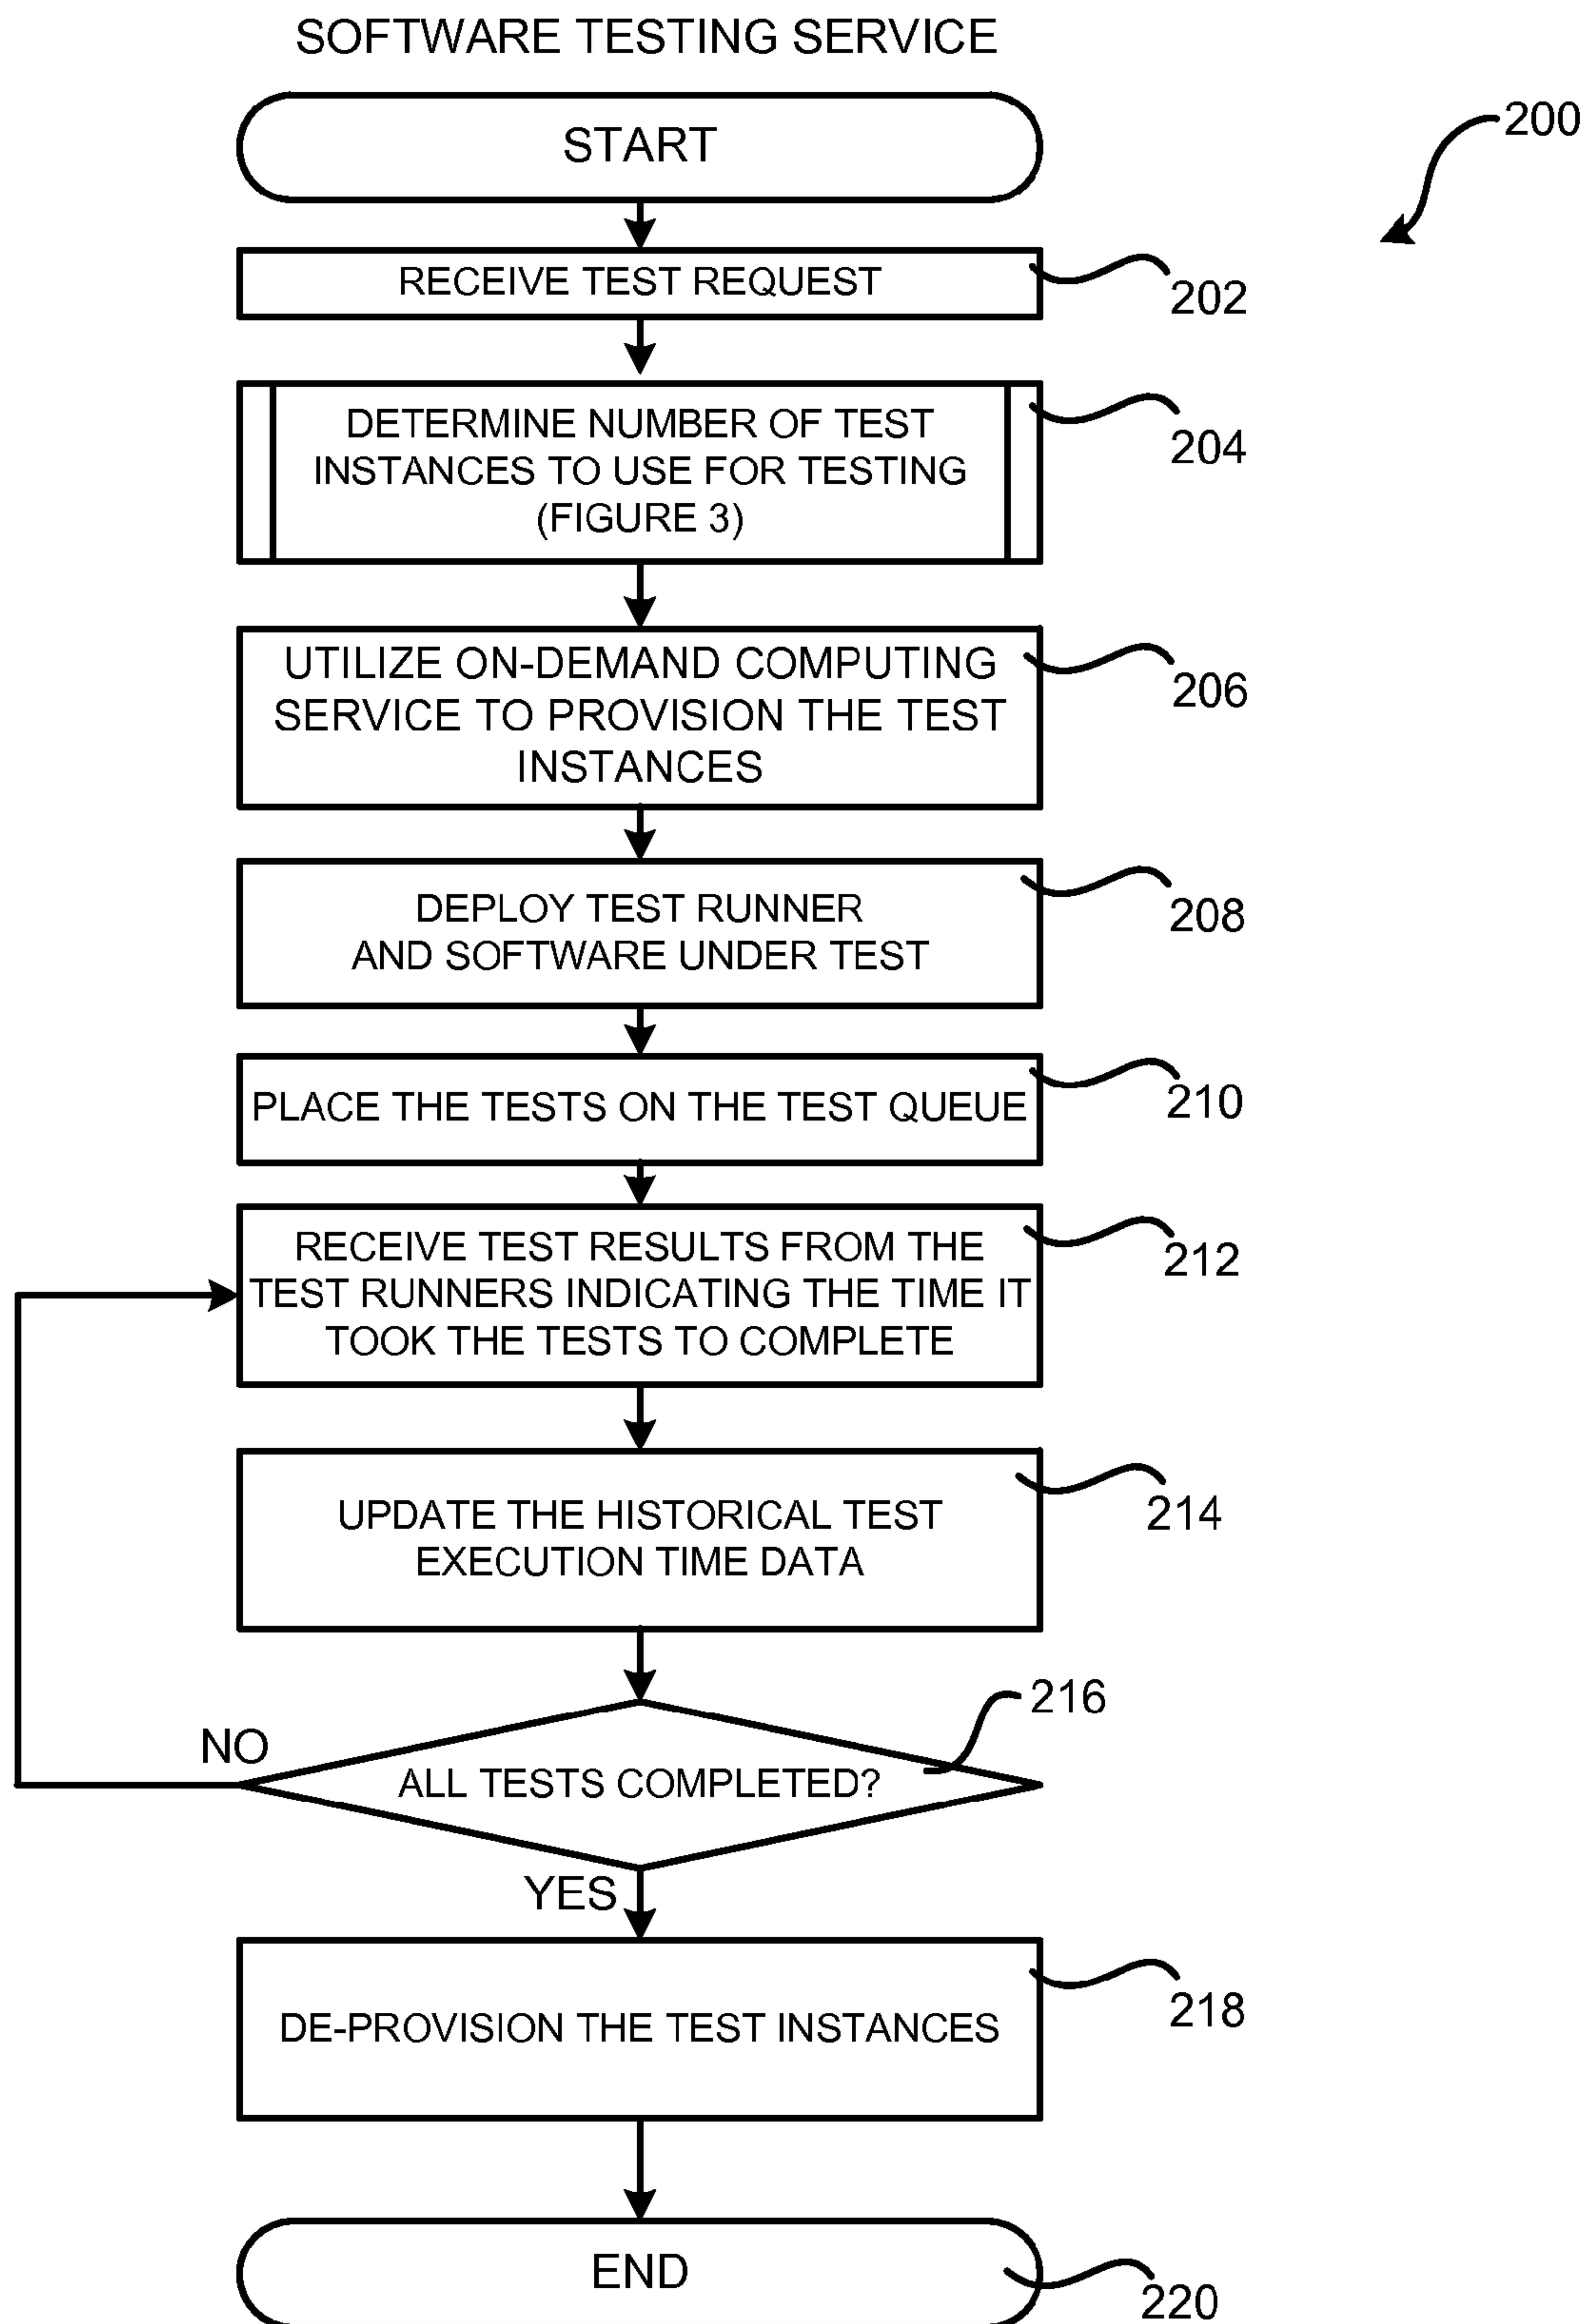 SOFTWARE TESTING SERVICE
START
200
RECEIVE TEST REQUEST
202
DETERMINE NUMBER OF TEST
INSTANCES TO USE FOR TESTING
(FIGURE 3)
204
UTILIZE ON-DEMAND COMPUTING
SERVICE TO PROVISION THE TEST
INSTANCES
206
DEPLOY TEST RUNNER
AND SOFTWARE UNDER TEST
208
PLACE THE TESTS ON THE TEST QUEUE
210
RECEIVE TEST RESULTS FROM THE
TEST RUNNERS INDICATING THE TIME IT
TOOK THE TESTS TO COMPLETE
212
UPDATE THE HISTORICAL TEST
EXECUTION TIME DATA
214
216
NO
ALL TESTS COMPLETED?
YES
DE-PROVISION THE TEST INSTANCES
218
END
220